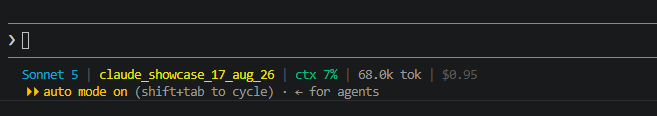 ❯
Sonnet 5 | claude_showcase_17_aug_26 | ctx 7% | 68.0k tok | $0.95
⏵⏵ auto mode on (shift+tab to cycle) · ← for agents